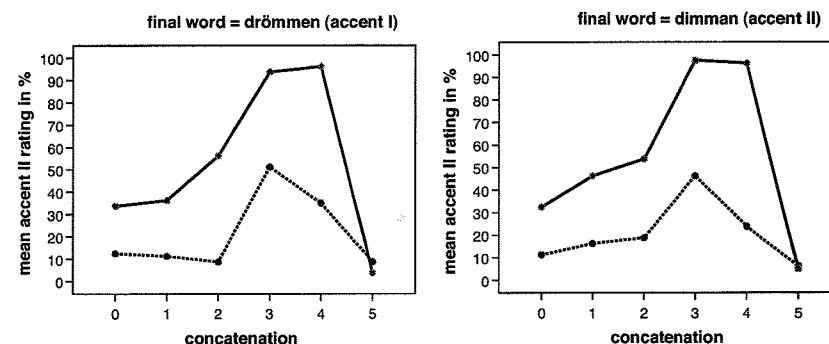 final word = drömmen (accent I)
mean accent II rating in %
100
90
80
70
60
50
40
30
20
10
0
0 1 2 3 4 5
concatenation
final word = dimman (accent II)
mean accent II rating in %
100
90
80
70
60
50
40
30
20
10
0
0 1 2 3 4 5
concatenation